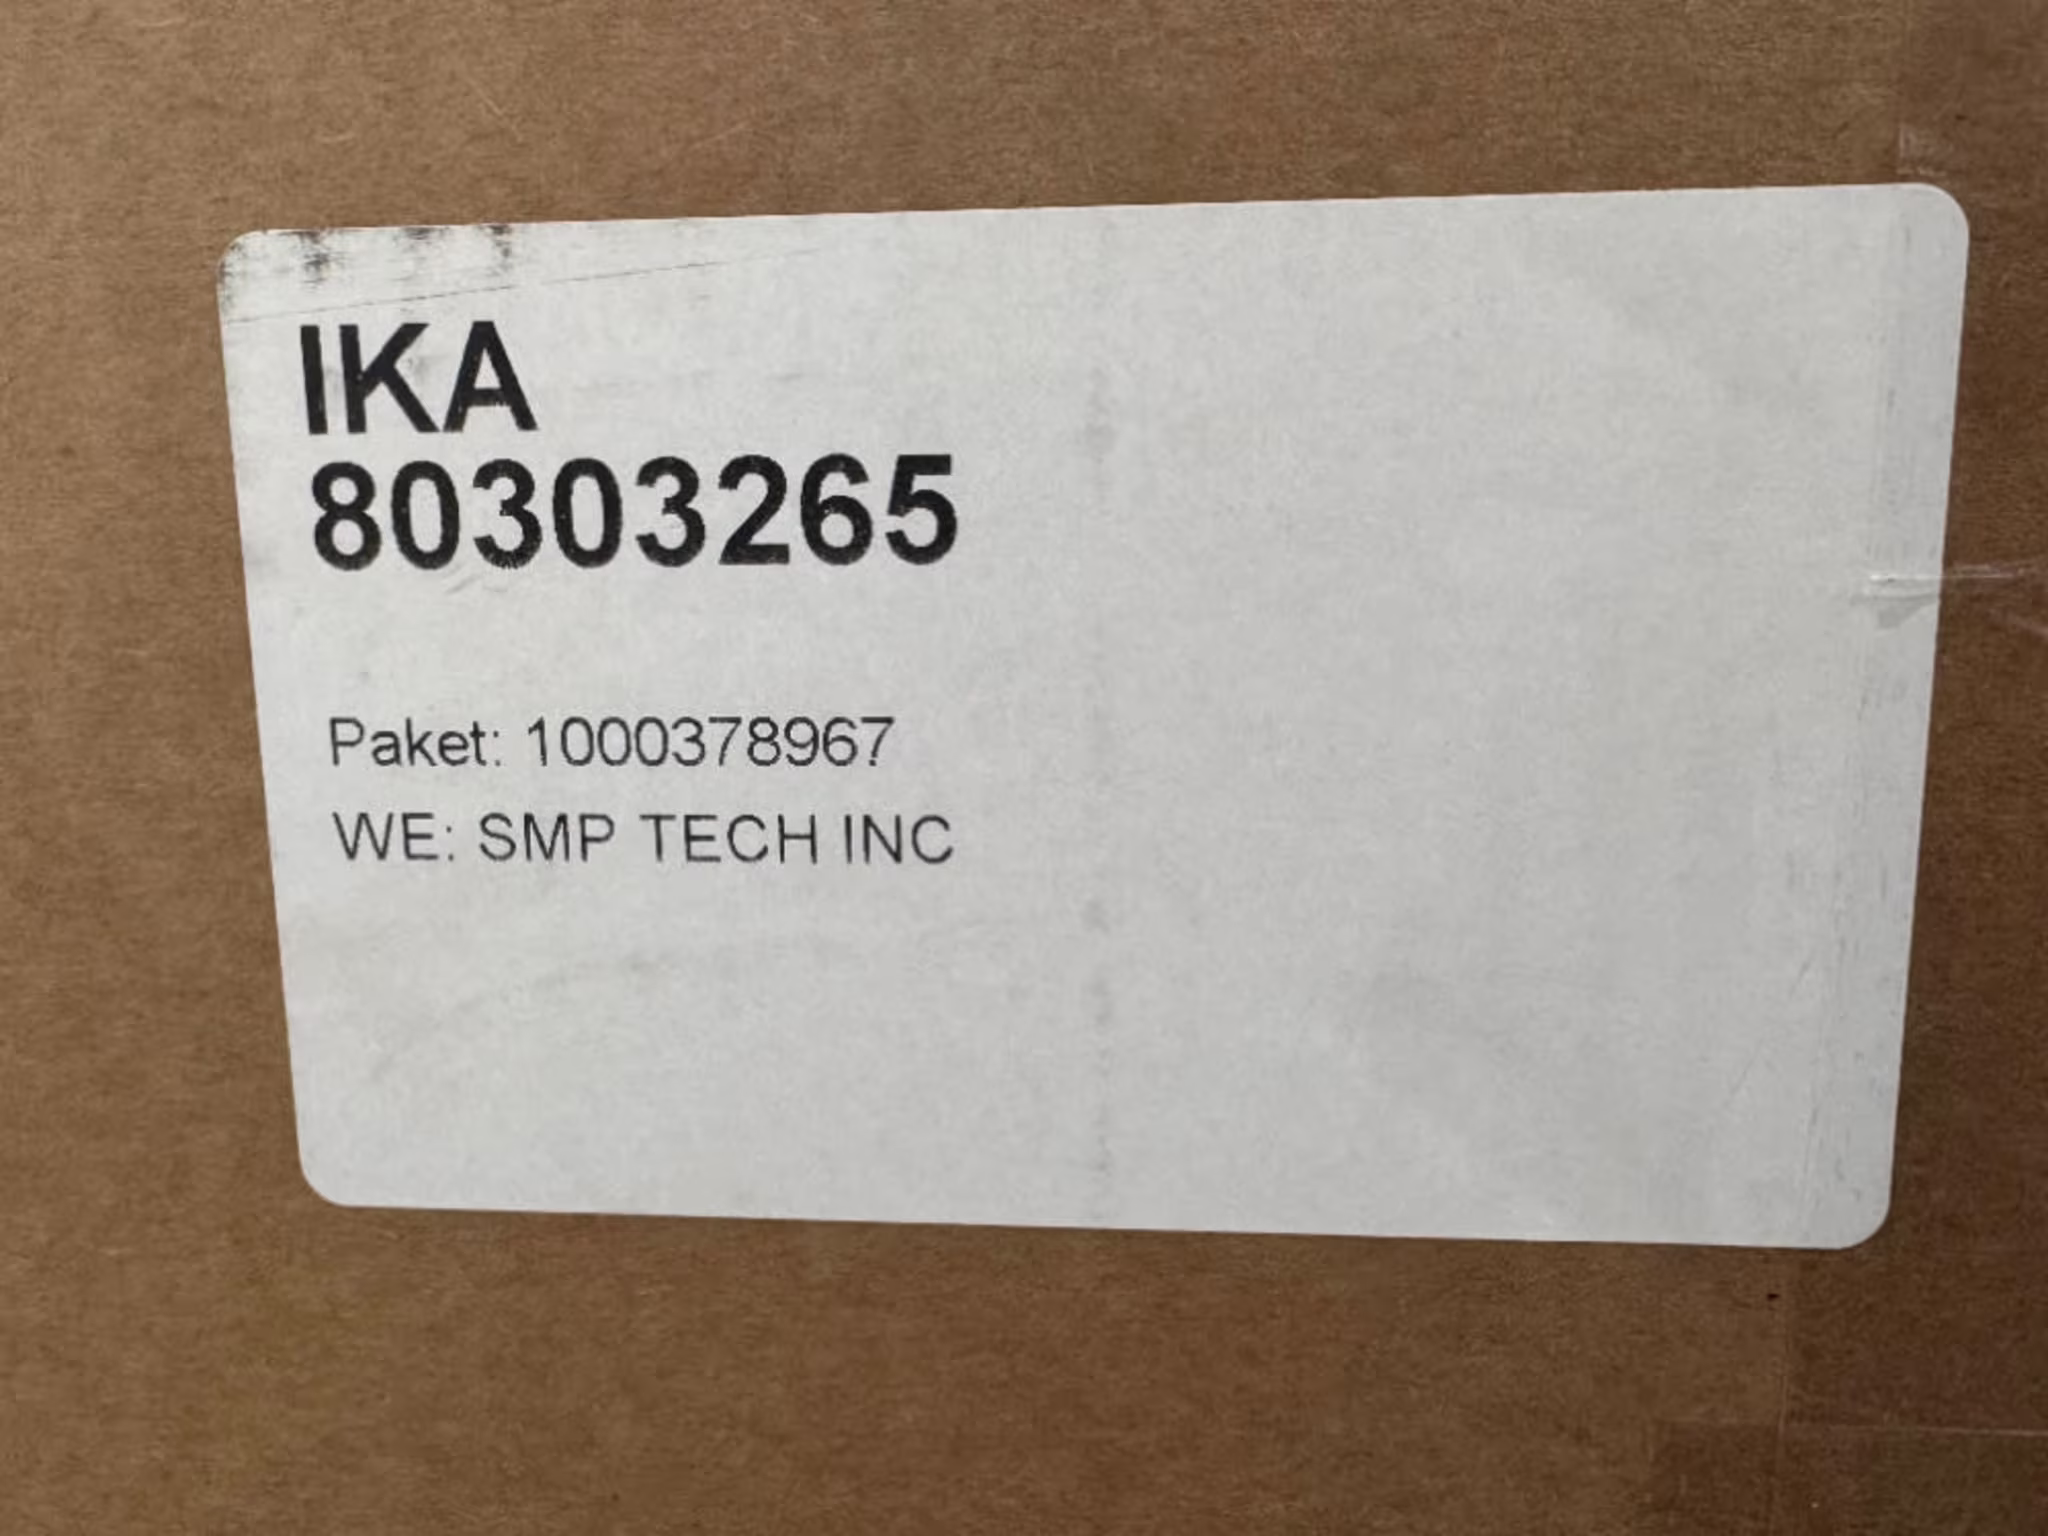 IKA
80303265
Paket: 1000378967
WE: SMP TECH INC